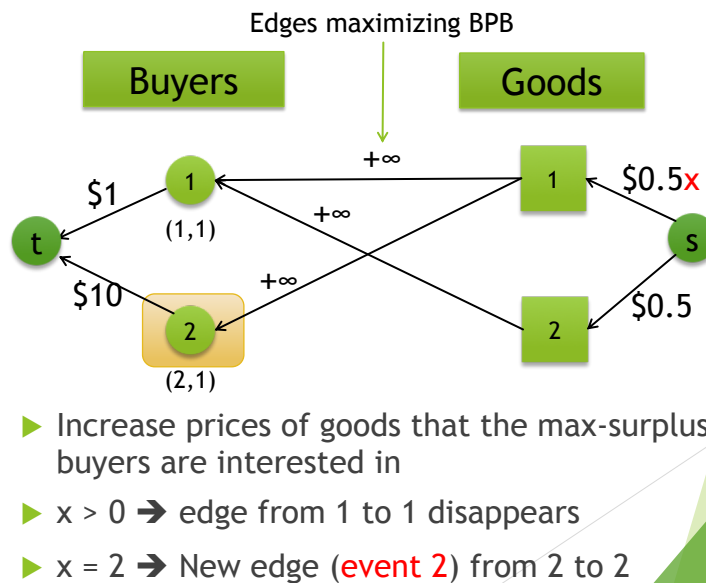 Edges maximizing BPB
Buyers
Goods
+∞
$1
1
1
$0.5x
(1,1)
+∞
t
s
+∞
$10
2
2
$0.5
(2,1)
Increase prices of goods that the max-surplus
buyers are interested in
x > 0 → edge from 1 to 1 disappears
x = 2 → New edge (event 2) from 2 to 2